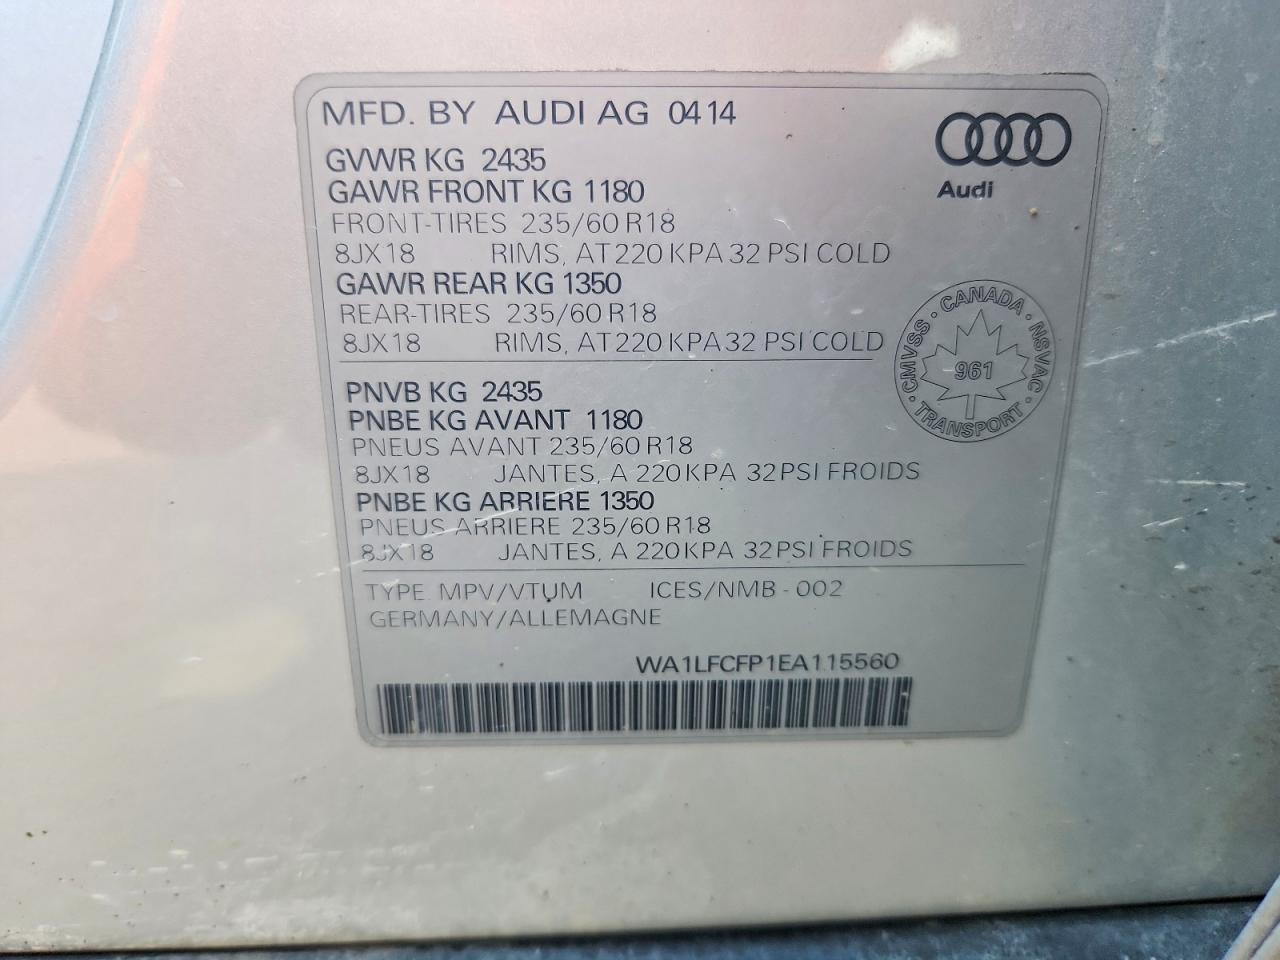 MFD. BY AUDI AG 0414
Audi
GVWR KG 2435
GAWR FRONT KG 1180
FRONT-TIRES 235/60 R18
8JX18 RIMS, AT 220 KPA 32 PSI COLD
GAWR REAR KG 1350
REAR-TIRES 235/60 R18
8JX18 RIMS, AT 220 KPA 32 PSI COLD
· CANADA · NSVAC · TRANSPORT · CMVSS
961
PNVB KG 2435
PNBE KG AVANT 1180
PNEUS AVANT 235/60 R18
8JX18 JANTES, A 220 KPA 32 PSI FROIDS
PNBE KG ARRIERE 1350
PNEUS ARRIERE 235/60 R18
8JX18 JANTES, A 220 KPA 32 PSI FROIDS
TYPE. MPV/VTUM ICES/NMB - 002
GERMANY/ALLEMAGNE
WA1LFCFP1EA115560